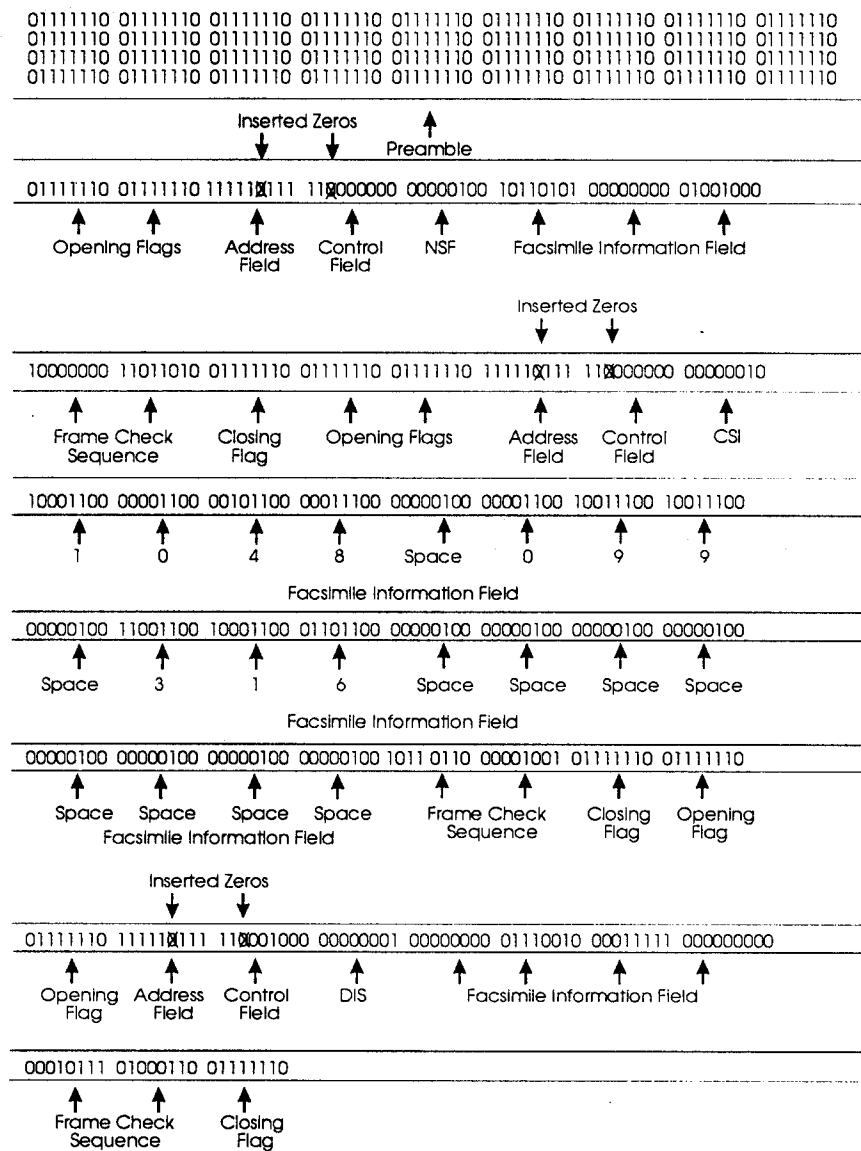 01111110 01111110 01111110 01111110 01111110 01111110 01111110 01111110 01111110
01111110 01111110 01111110 01111110 01111110 01111110 01111110 01111110 01111110
01111110 01111110 01111110 01111110 01111110 01111110 01111110 01111110 01111110
01111110 01111110 01111110 01111110 01111110 01111110 01111110 01111110 01111110
Inserted Zeros
Preamble
01111110 01111110 111110111 110000000 00000100 10110101 00000000 01001000
Opening Flags Address Field Control Field NSF Facsimile Information Field
Inserted Zeros
10000000 11011010 01111110 01111110 01111110 111110111 110000000 00000010
Frame Check Sequence Closing Flag Opening Flags Address Field Control Field CSI
10001100 00001100 00101100 00011100 00000100 00001100 10011100 10011100
1 0 4 8 Space 0 9 9
Facsimile Information Field
00000100 11001100 10001100 01101100 00000100 00000100 00000100 00000100
Space 3 1 6 Space Space Space Space
Facsimile Information Field
00000100 00000100 00000100 00000100 1011 0110 00001001 01111110 01111110
Space Space Space Space Frame Check Sequence Closing Flag Opening Flag
Facsimile Information Field
Inserted Zeros
01111110 111110111 110001000 00000001 00000000 01110010 00011111 000000000
Opening Flag Address Field Control Field DIS Facsimile Information Field
00010111 01000110 01111110
Frame Check Sequence Closing Flag